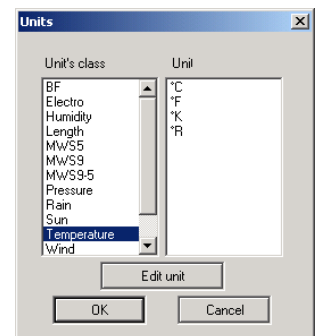 Units
Unit's class
Unit
BF
Electro
Humidity
Length
MWS5
MWS9
MWS9-5
Pressure
Rain
Sun
Temperature
Wind
°C
°F
°K
°R
Edit unit
OK
Cancel